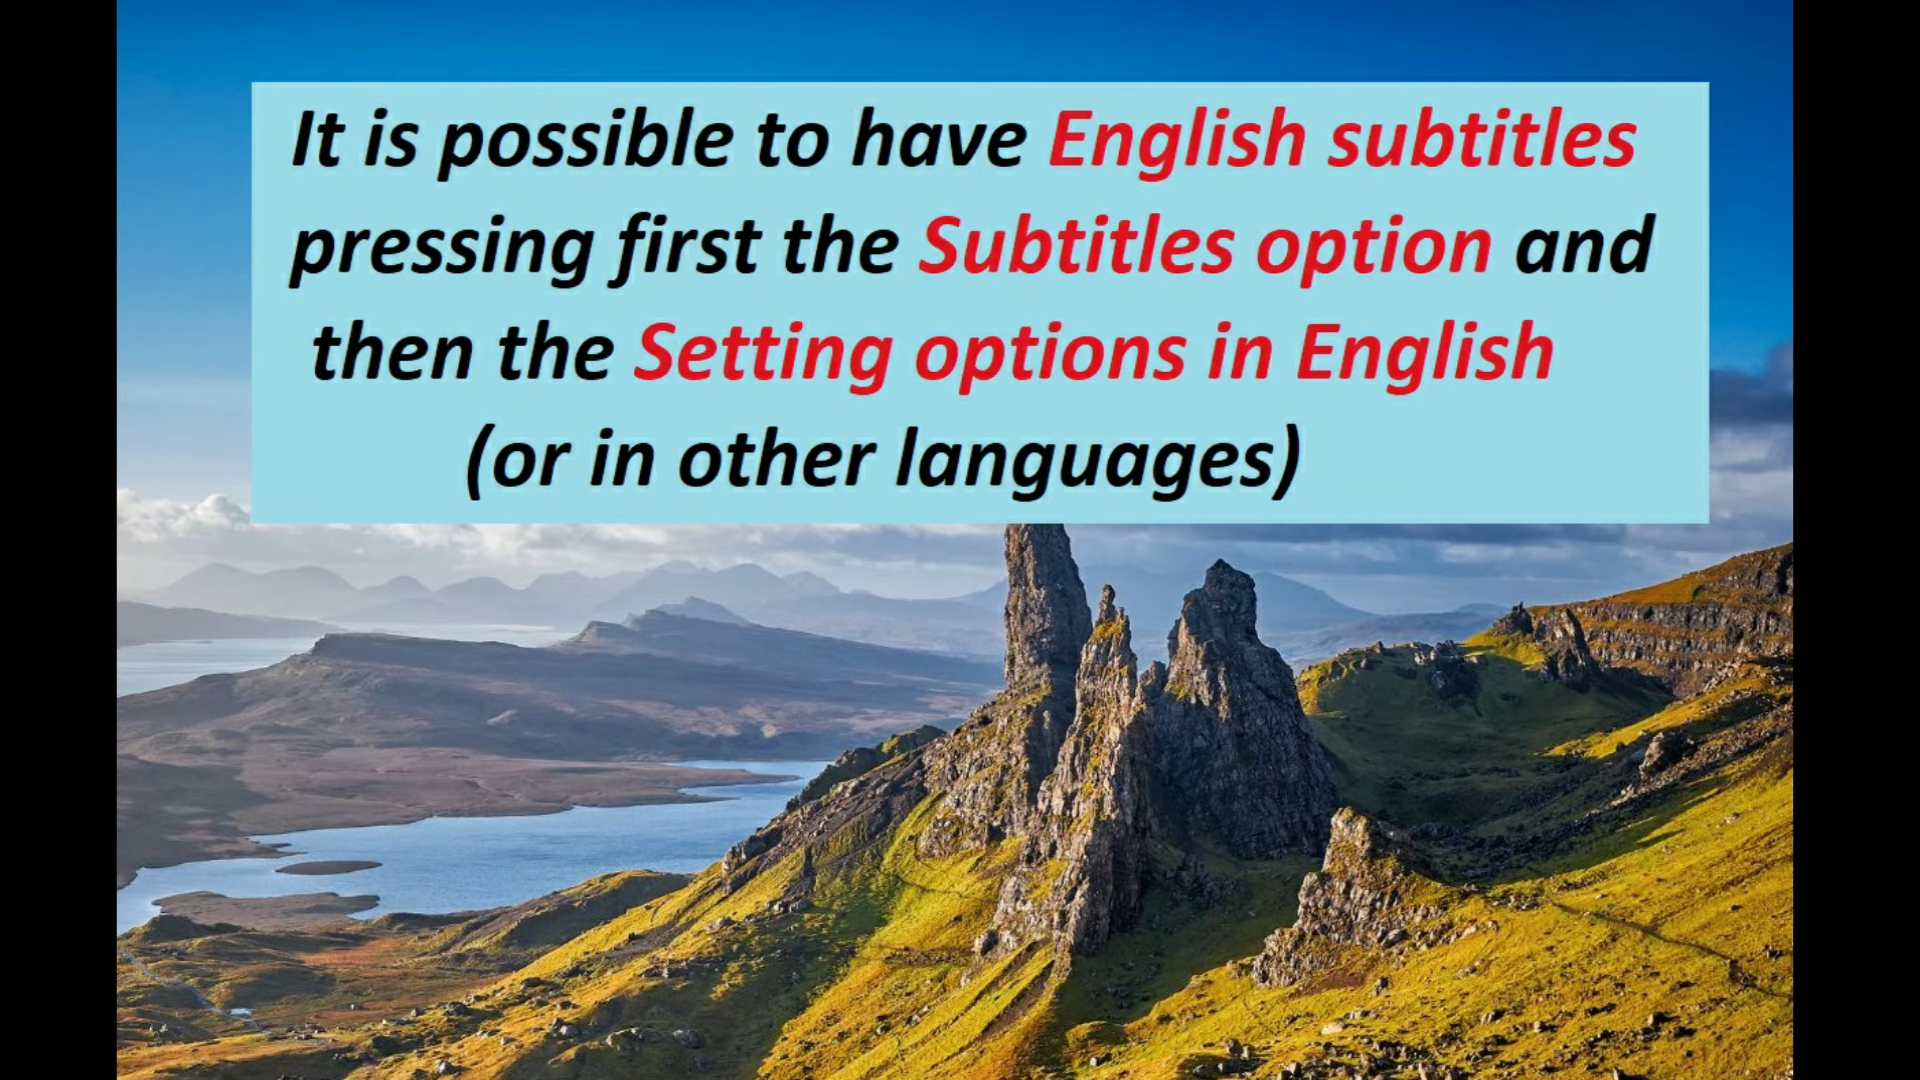 It is possible to have English subtitles
pressing first the Subtitles option and
then the Setting options in English
(or in other languages)